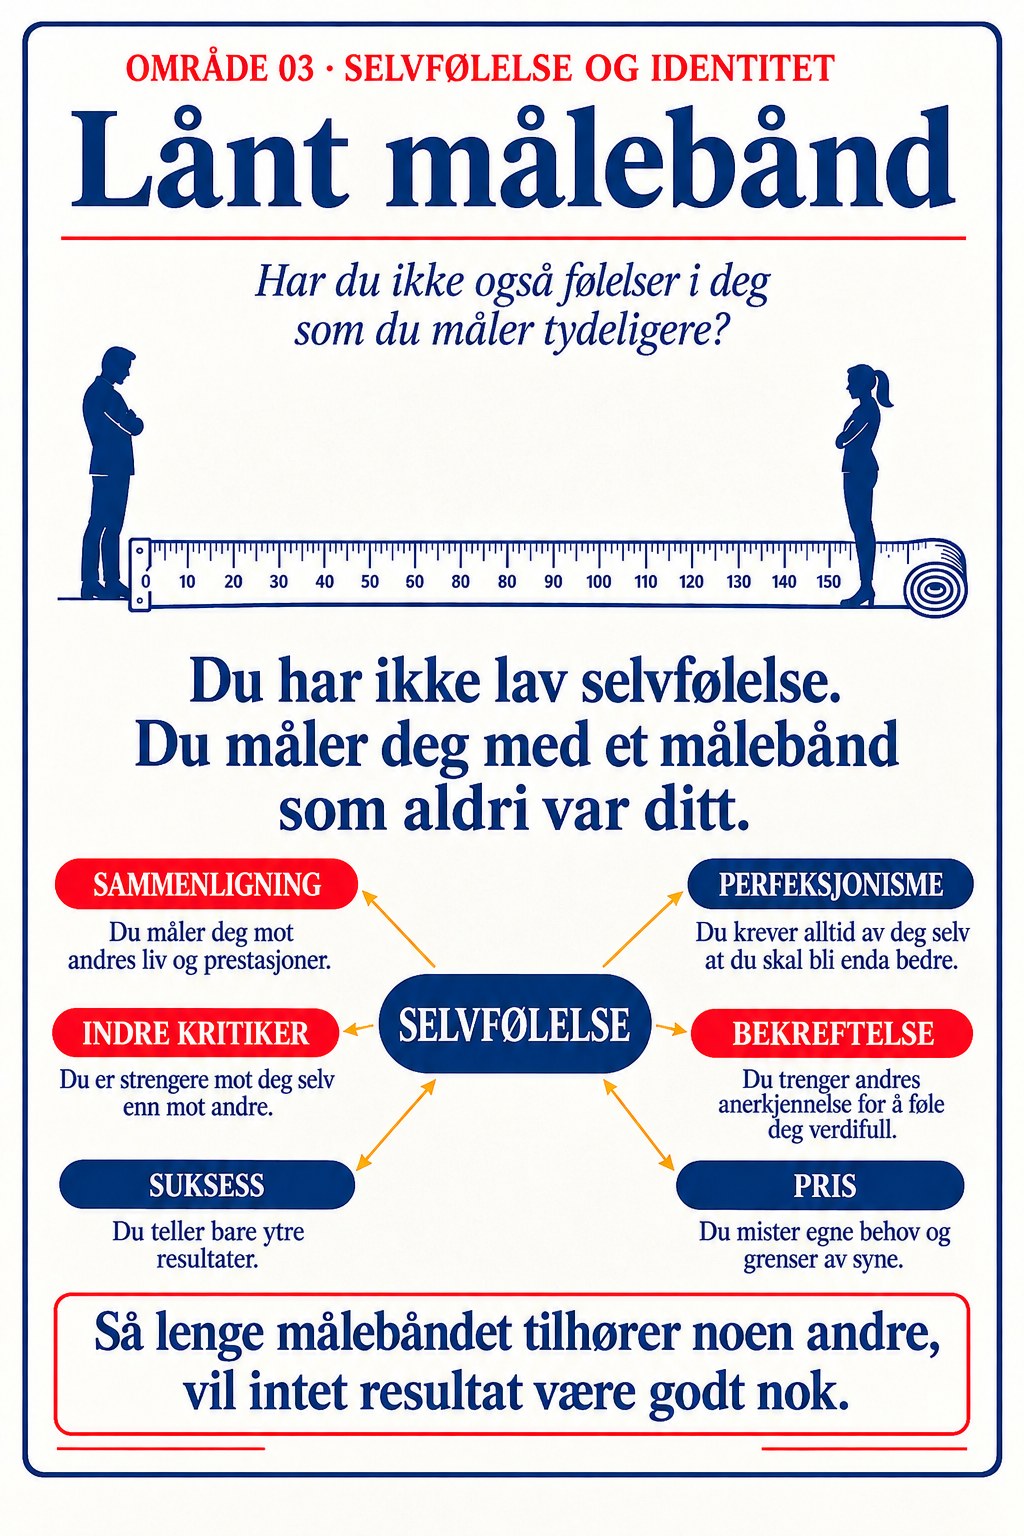 OMRÅDE 03 · SELVFØLELSE OG IDENTITET
Lånt målebånd
Har du ikke også følelser i deg
som du måler tydeligere?
0 10 20 30 40 50 60 80 80 90 100 110 120 130 140 150
Du har ikke lav selvfølelse.
Du måler deg med et målebånd
som aldri var ditt.
SAMMENLIGNING
Du måler deg mot
andres liv og prestasjoner.
PERFEKSJONISME
Du krever alltid av deg selv
at du skal bli enda bedre.
SELVFØLELSE
INDRE KRITIKER
Du er strengere mot deg selv
enn mot andre.
BEKREFTELSE
Du trenger andres
anerkjennelse for å føle
deg verdifull.
SUKSESS
Du teller bare ytre
resultater.
PRIS
Du mister egne behov og
grenser av syne.
Så lenge målebåndet tilhører noen andre,
vil intet resultat være godt nok.